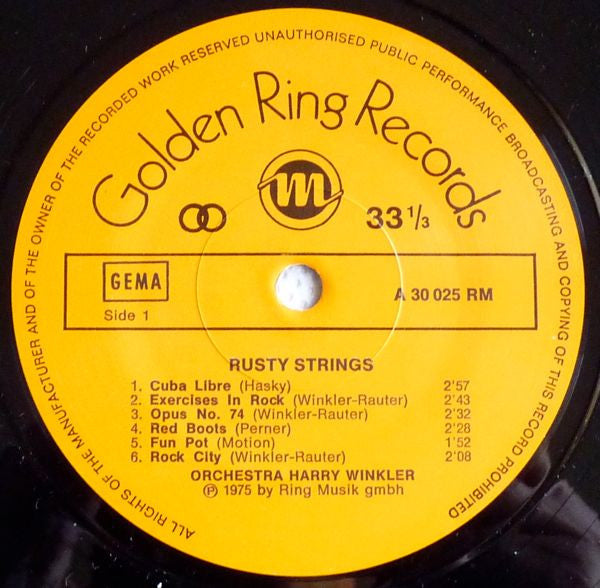 ALL RIGHTS OF THE MANUFACTURER AND OF THE OWNER OF THE RECORDED WORK RESERVED UNAUTHORISED PUBLIC PERFORMANCE BROADCASTING AND COPYING OF THIS RECORD PROHIBITED
Golden Ring Records
m
33 1/3
GEMA
Side 1
A 30 025 RM
RUSTY STRINGS
1. Cuba Libre (Hasky) 2'57
2. Exercises In Rock (Winkler-Rauter) 2'43
3. Opus No. 74 (Winkler-Rauter) 2'32
4. Red Boots (Perner) 2'28
5. Fun Pot (Motion) 1'52
6. Rock City (Winkler-Rauter) 2'08
ORCHESTRA HARRY WINKLER
℗ 1975 by Ring Musik gmbh